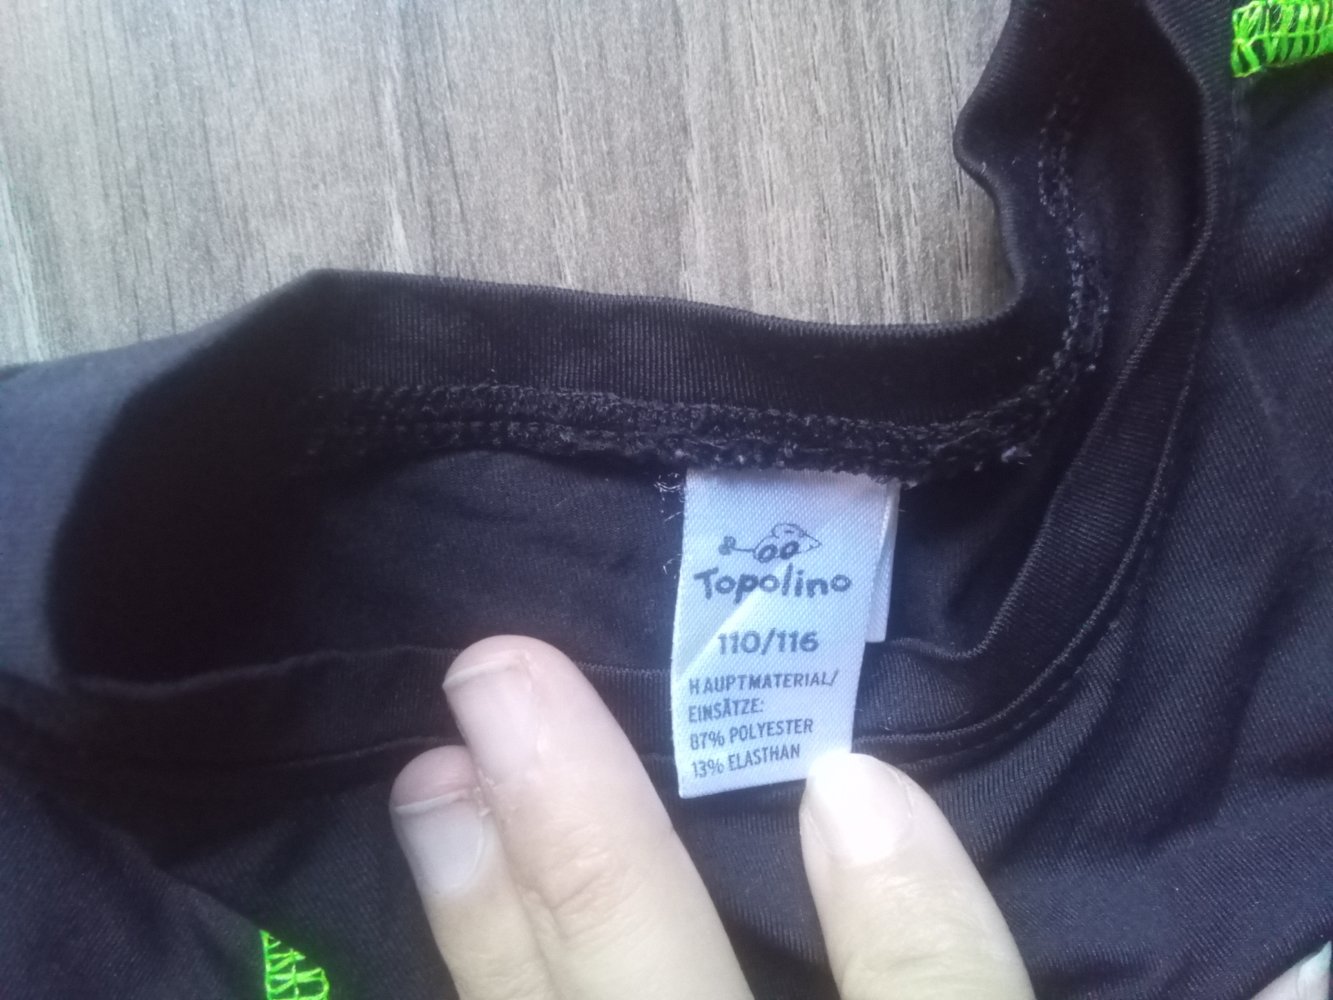 Topolino
110/116
HAUPTMATERIAL/
EINSÄTZE:
87% POLYESTER
13% ELASTHAN